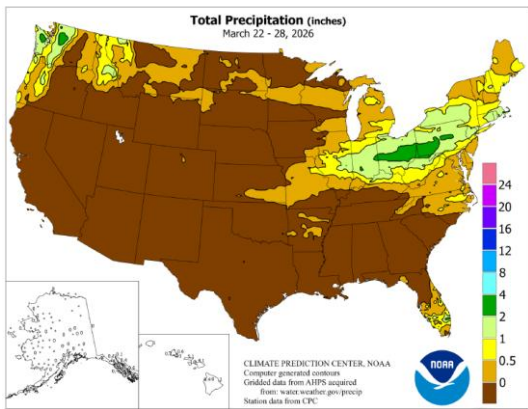 Total Precipitation (inches)
March 22 - 28, 2026
24
20
16
12
8
4
2
1
0.5
0
CLIMATE PREDICTION CENTER, NOAA
Computer generated contours
Gridded data from AHPS acquired
from: water.weather.gov/precip
Station data from CPC
NOAA